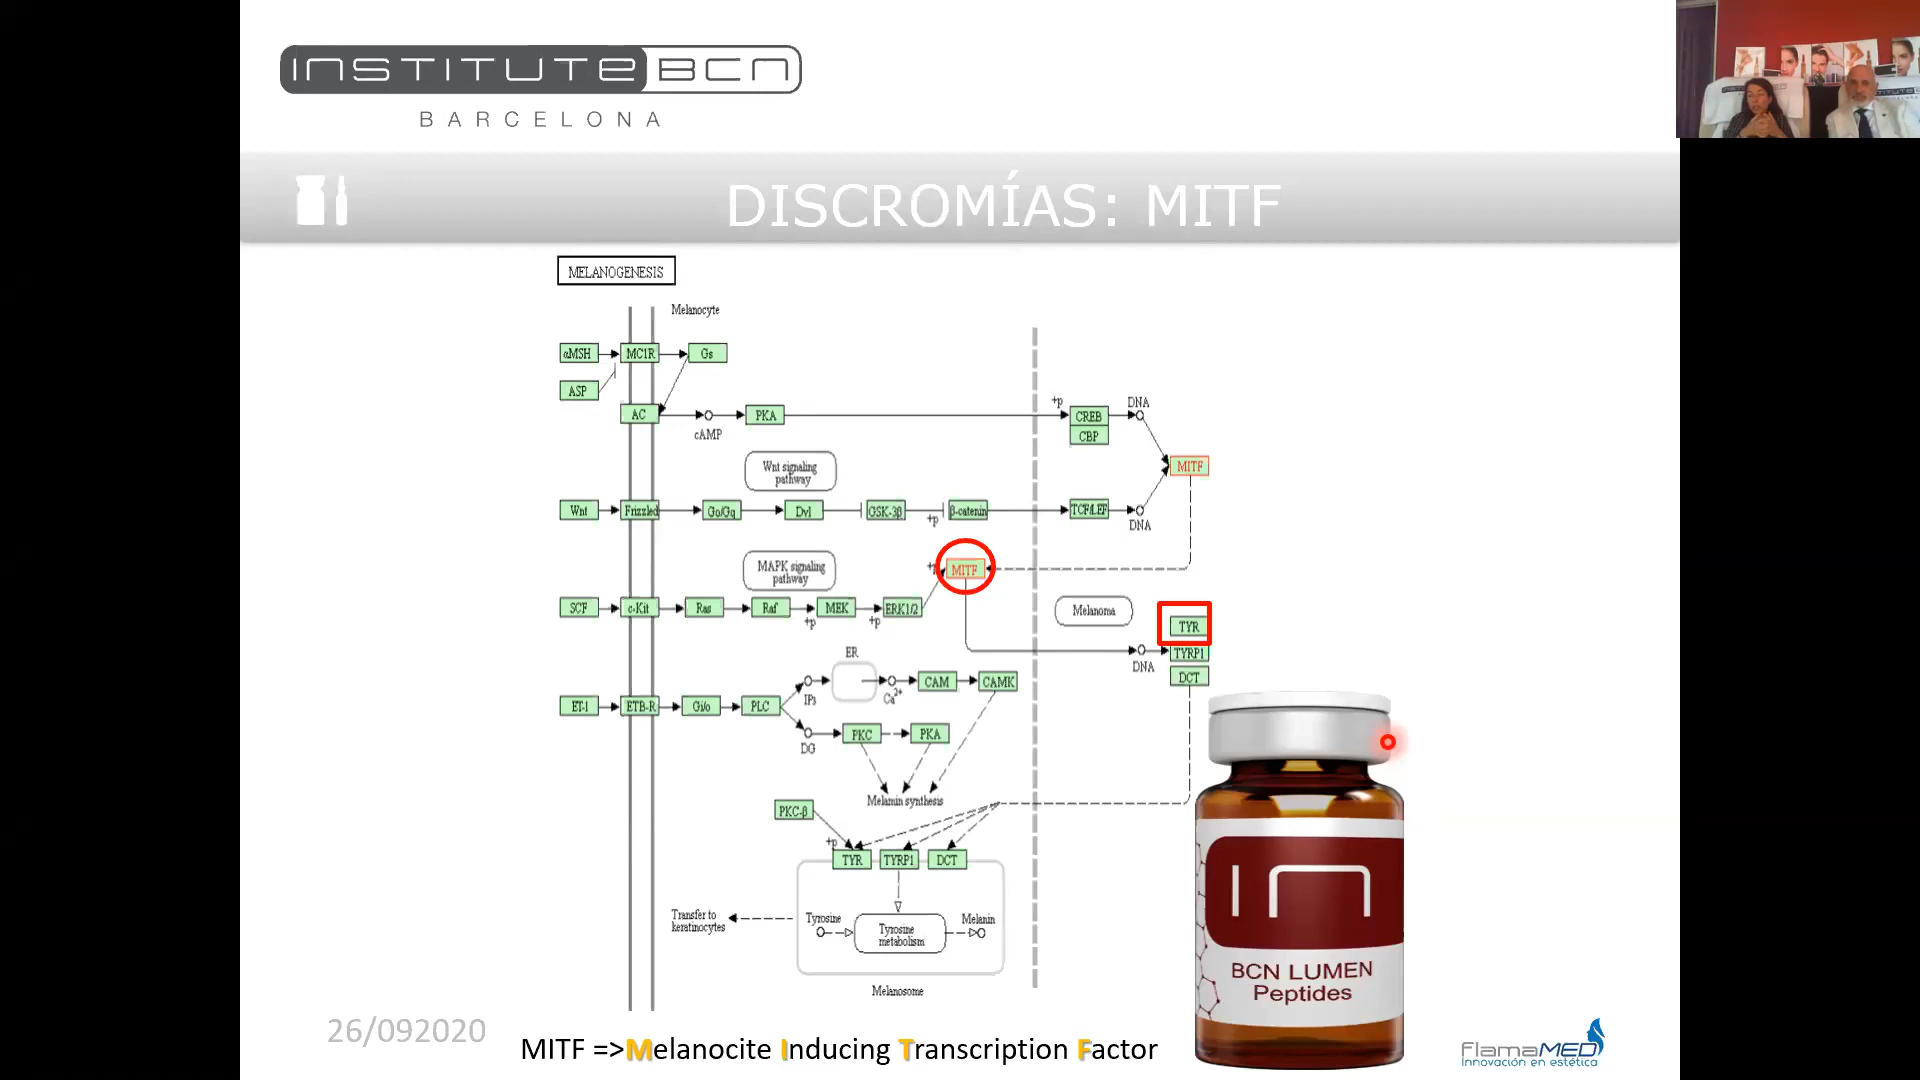 INSTITUTE BCN
BARCELONA
DISCROMÍAS: MITF
MELANOGENESIS
Melanocyte
αMSH
MC1R
Gs
ASP
AC
cAMP
PKA
+p
CREB
CBP
DNA
MITF
Wnt signaling
pathway
Wnt
Frizzled
Go/Gq
Dvl
GSK-3β
+p
β-catenin
TCF/LEF
DNA
MAPK signaling
pathway
+p
MITF
SCF
c-Kit
Ras
Raf
+p
MEK
+p
ERK1/2
Melanoma
TYR
TYRP1
DCT
DNA
ER
IP3
Ca2+
CAM
CAMK
ET-1
ETB-R
Gi/o
PLC
DG
PKC
PKA
Melamin synthesis
PKC-β
+p
TYR
TYRP1
DCT
Transfer to
keratinocytes
Tyrosine
Tyrosine
metabolism
Melanin
Melanosome
IN
BCN LUMEN
Peptides
26/092020
MITF =>Melanocite Inducing Transcription Factor
FlamaMED
Innovación en estética